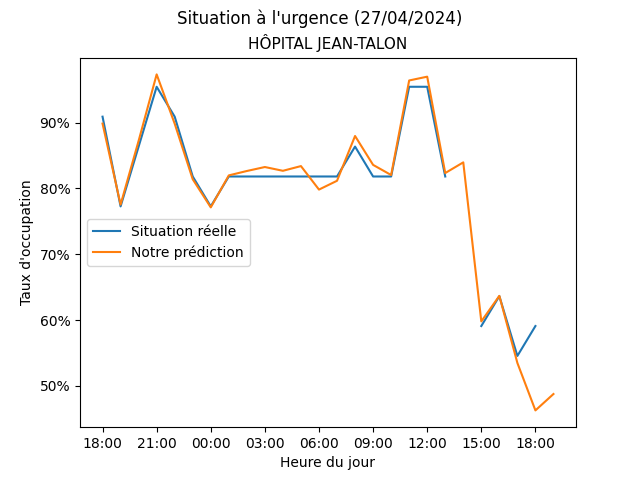 Situation à l'urgence (27/04/2024)
HÔPITAL JEAN-TALON
90%
80%
70%
60%
50%
Taux d'occupation
Situation réelle
Notre prédiction
18:00 21:00 00:00 03:00 06:00 09:00 12:00 15:00 18:00
Heure du jour